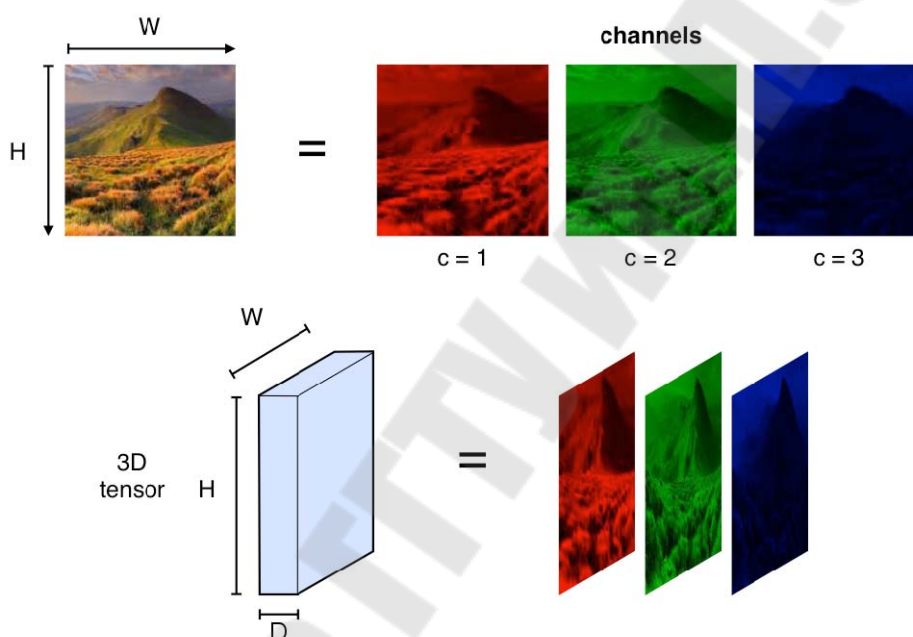 W
channels
H
=
c = 1
c = 2
c = 3
W
3D
tensor
H
=
D